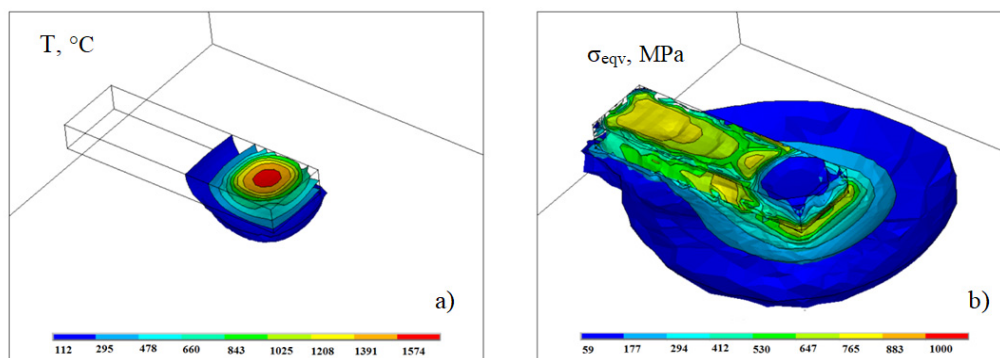 T, °C
a)
112 295 478 660 843 1025 1208 1391 1574
σeqv, MPa
b)
59 177 294 412 530 647 765 883 1000